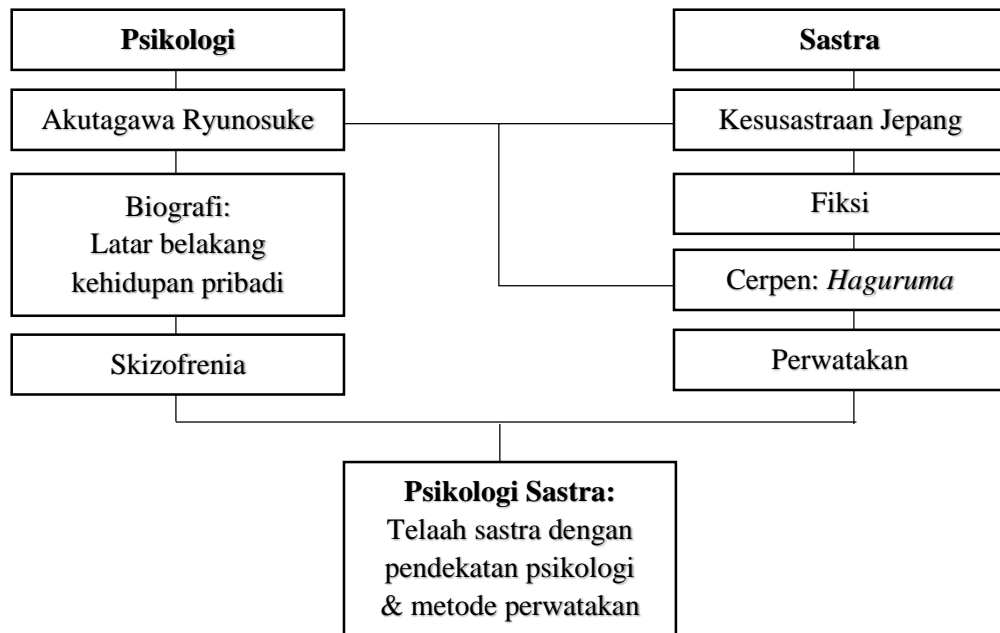 Psikologi
Sastra
Akutagawa Ryunosuke
Kesusastraan Jepang
Biografi:
Latar belakang
kehidupan pribadi
Fiksi
Cerpen: Haguruma
Skizofrenia
Perwatakan
Psikologi Sastra:
Telaah sastra dengan
pendekatan psikologi
& metode perwatakan